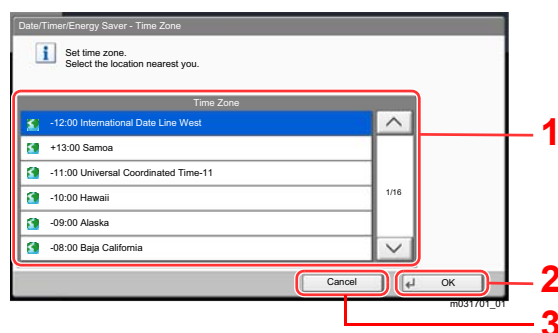 Date/Timer/Energy Saver - Time Zone
Set time zone.
Select the location nearest you.
Time Zone
-12:00 International Date Line West
+13:00 Samoa
-11:00 Universal Coordinated Time-11
-10:00 Hawaii
-09:00 Alaska
-08:00 Baja California
1/16
1
Cancel
OK
2
m031701_01
3